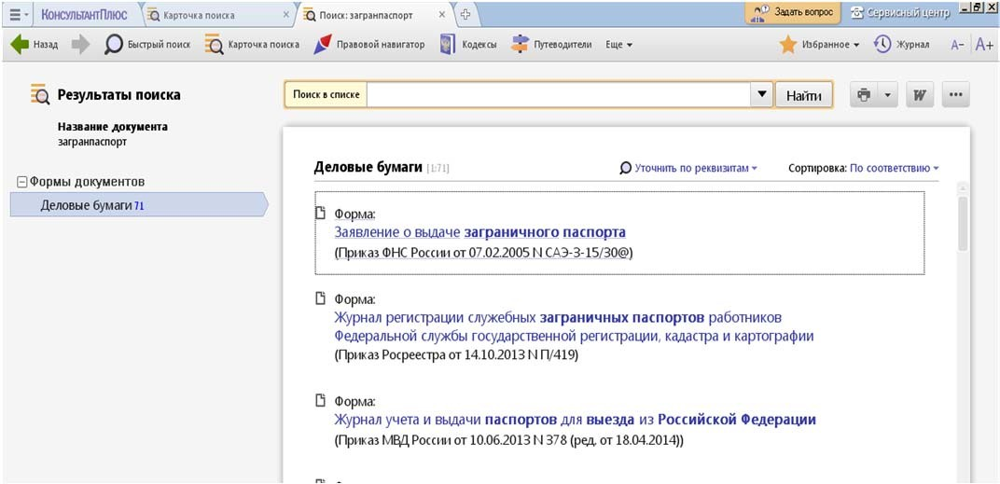 КОНСУЛЬТАНТПЛЮС
Карточка поиска
Поиск: загранпаспорт
Задать вопрос
Сервисный центр
Назад
Быстрый поиск
Карточка поиска
Правовой навигатор
Кодексы
Путеводители
Еще
Избранное
Журнал
A-
A+
Результаты поиска
Название документа
загранпаспорт
Формы документов
Деловые бумаги 71
Поиск в списке
Найти
W
Деловые бумаги [1:71]
Уточнить по реквизитам
Сортировка: По соответствию
Форма:
Заявление о выдаче заграничного паспорта
(Приказ ФНС России от 07.02.2005 N САЭ-3-15/30@)
Форма:
Журнал регистрации служебных заграничных паспортов работников
Федеральной службы государственной регистрации, кадастра и картографии
(Приказ Росреестра от 14.10.2013 N П/419)
Форма:
Журнал учета и выдачи паспортов для выезда из Российской Федерации
(Приказ МВД России от 10.06.2013 N 378 (ред. от 18.04.2014))